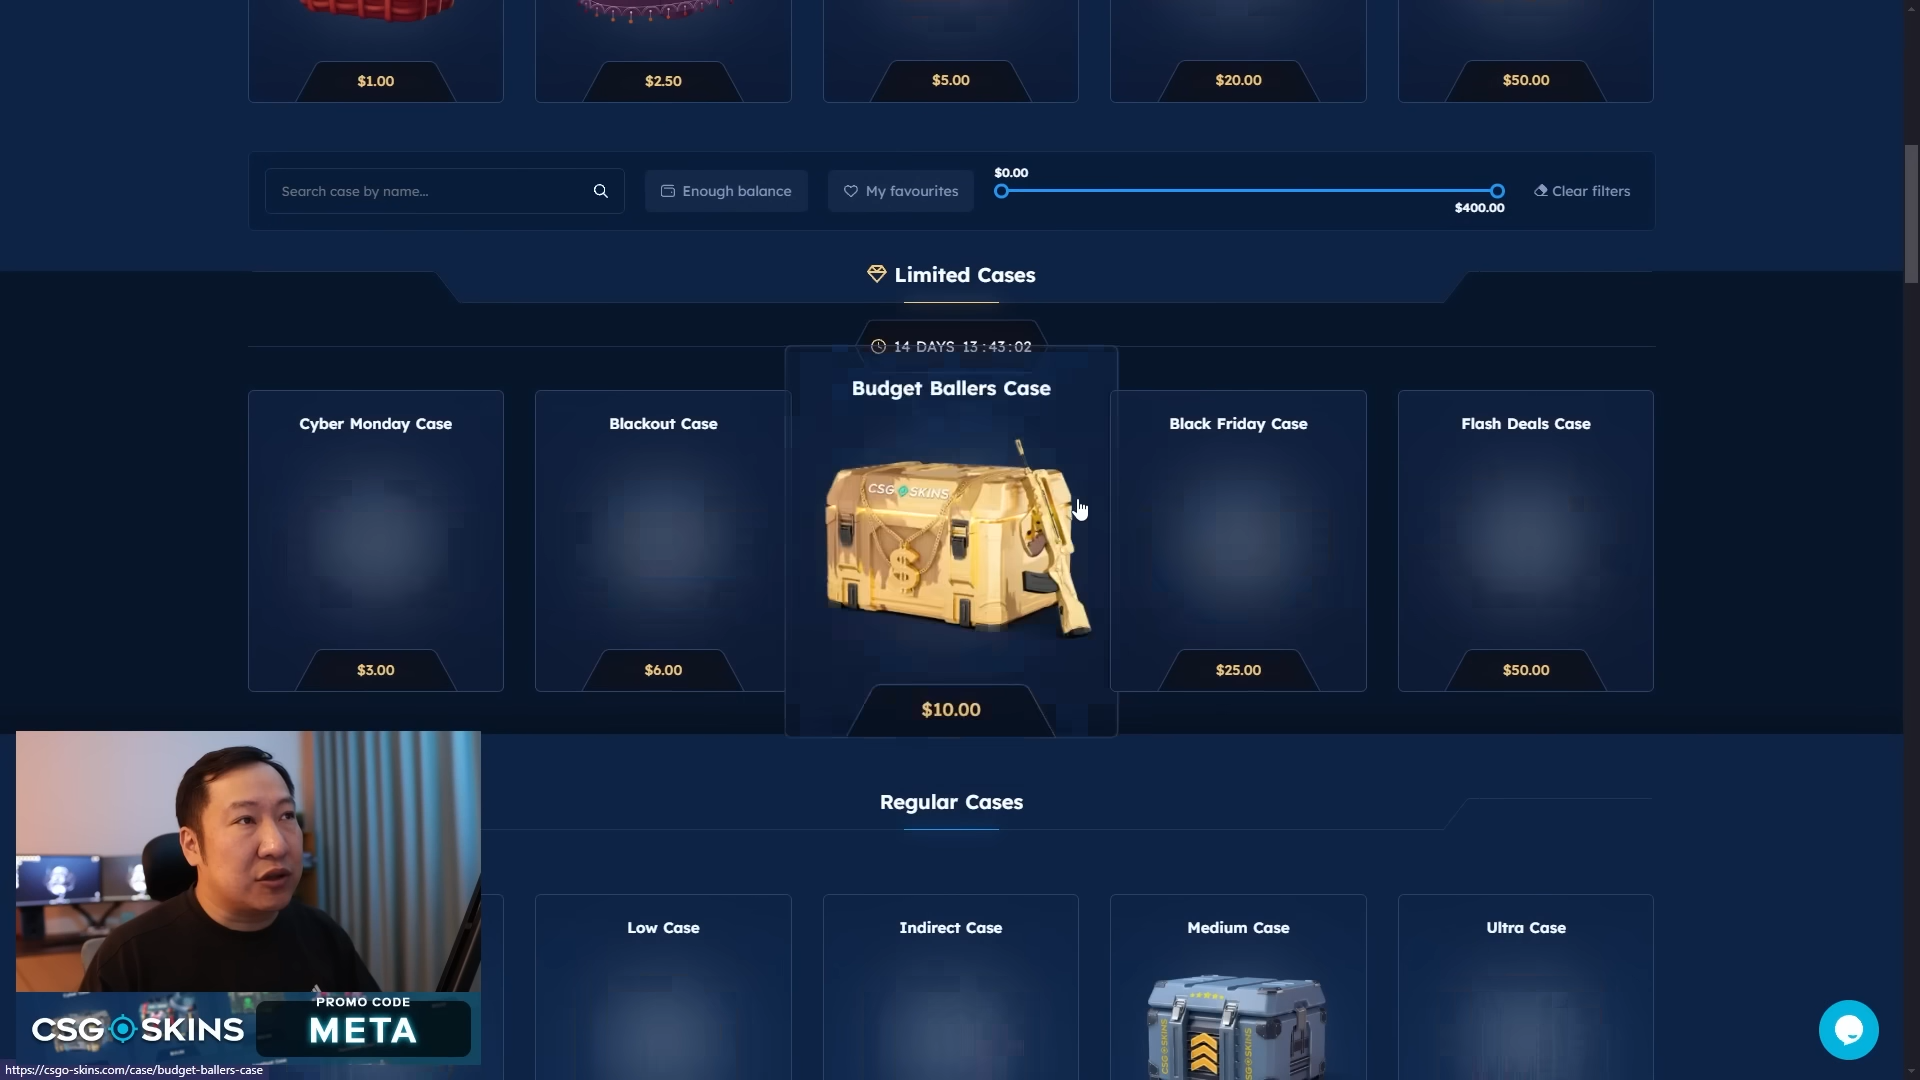 $1.00
$2.50
$5.00
$20.00
$50.00
Search case by name...
Enough balance
My favourites
$0.00
$400.00
Clear filters
Limited Cases
14 DAYS 13:43:02
Cyber Monday Case
Blackout Case
Budget Ballers Case
Black Friday Case
Flash Deals Case
CSG SKINS
$
$3.00
$6.00
$10.00
$25.00
$50.00
Regular Cases
Low Case
Indirect Case
Medium Case
Ultra Case
CSGO SKINS
CSGO SKINS
PROMO CODE
META
CSG SKINS
https://csgo-skins.com/case/budget-ballers-case